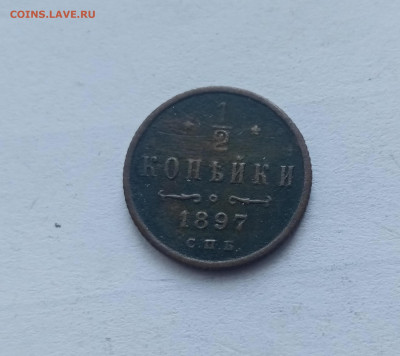 COINS.LAVE.RU
1/2
КОПѢЙКИ
1897
С.П.Б.